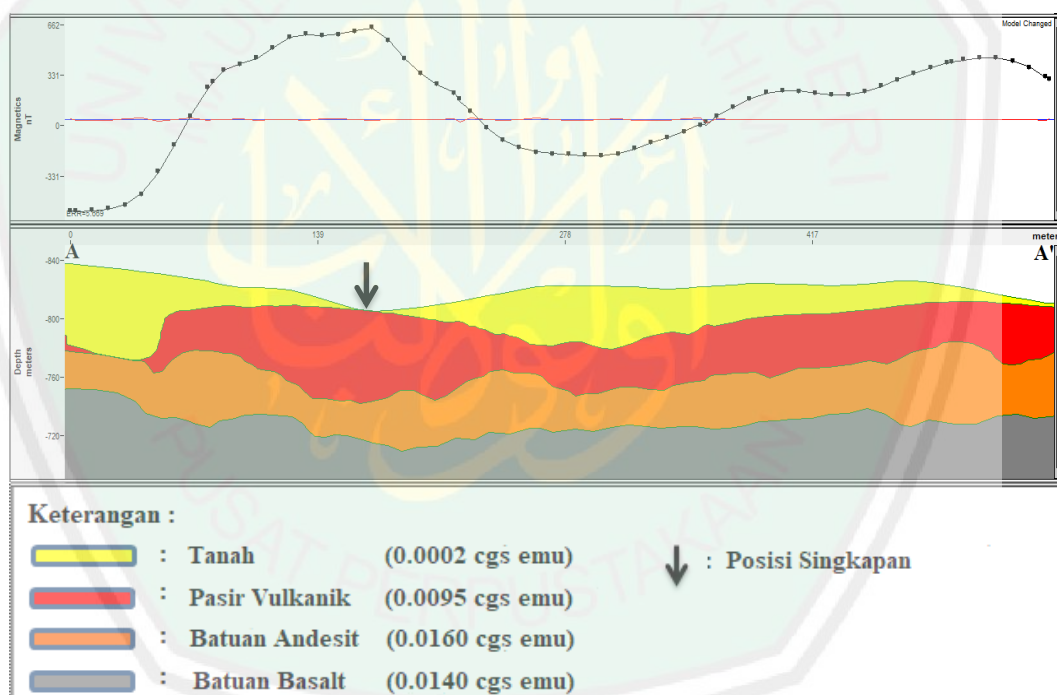 662
Model Changed
331
Magnetics
nT
0
-331
ERR=5.669
0 139 278 417 meter
A A'
-840
-800
Depth
meters
-760
-720
Keterangan :
: Tanah (0.0002 cgs emu)
: Posisi Singkapan
: Pasir Vulkanik (0.0095 cgs emu)
: Batuan Andesit (0.0160 cgs emu)
: Batuan Basalt (0.0140 cgs emu)
PUSAT PERPUSTAKAAN